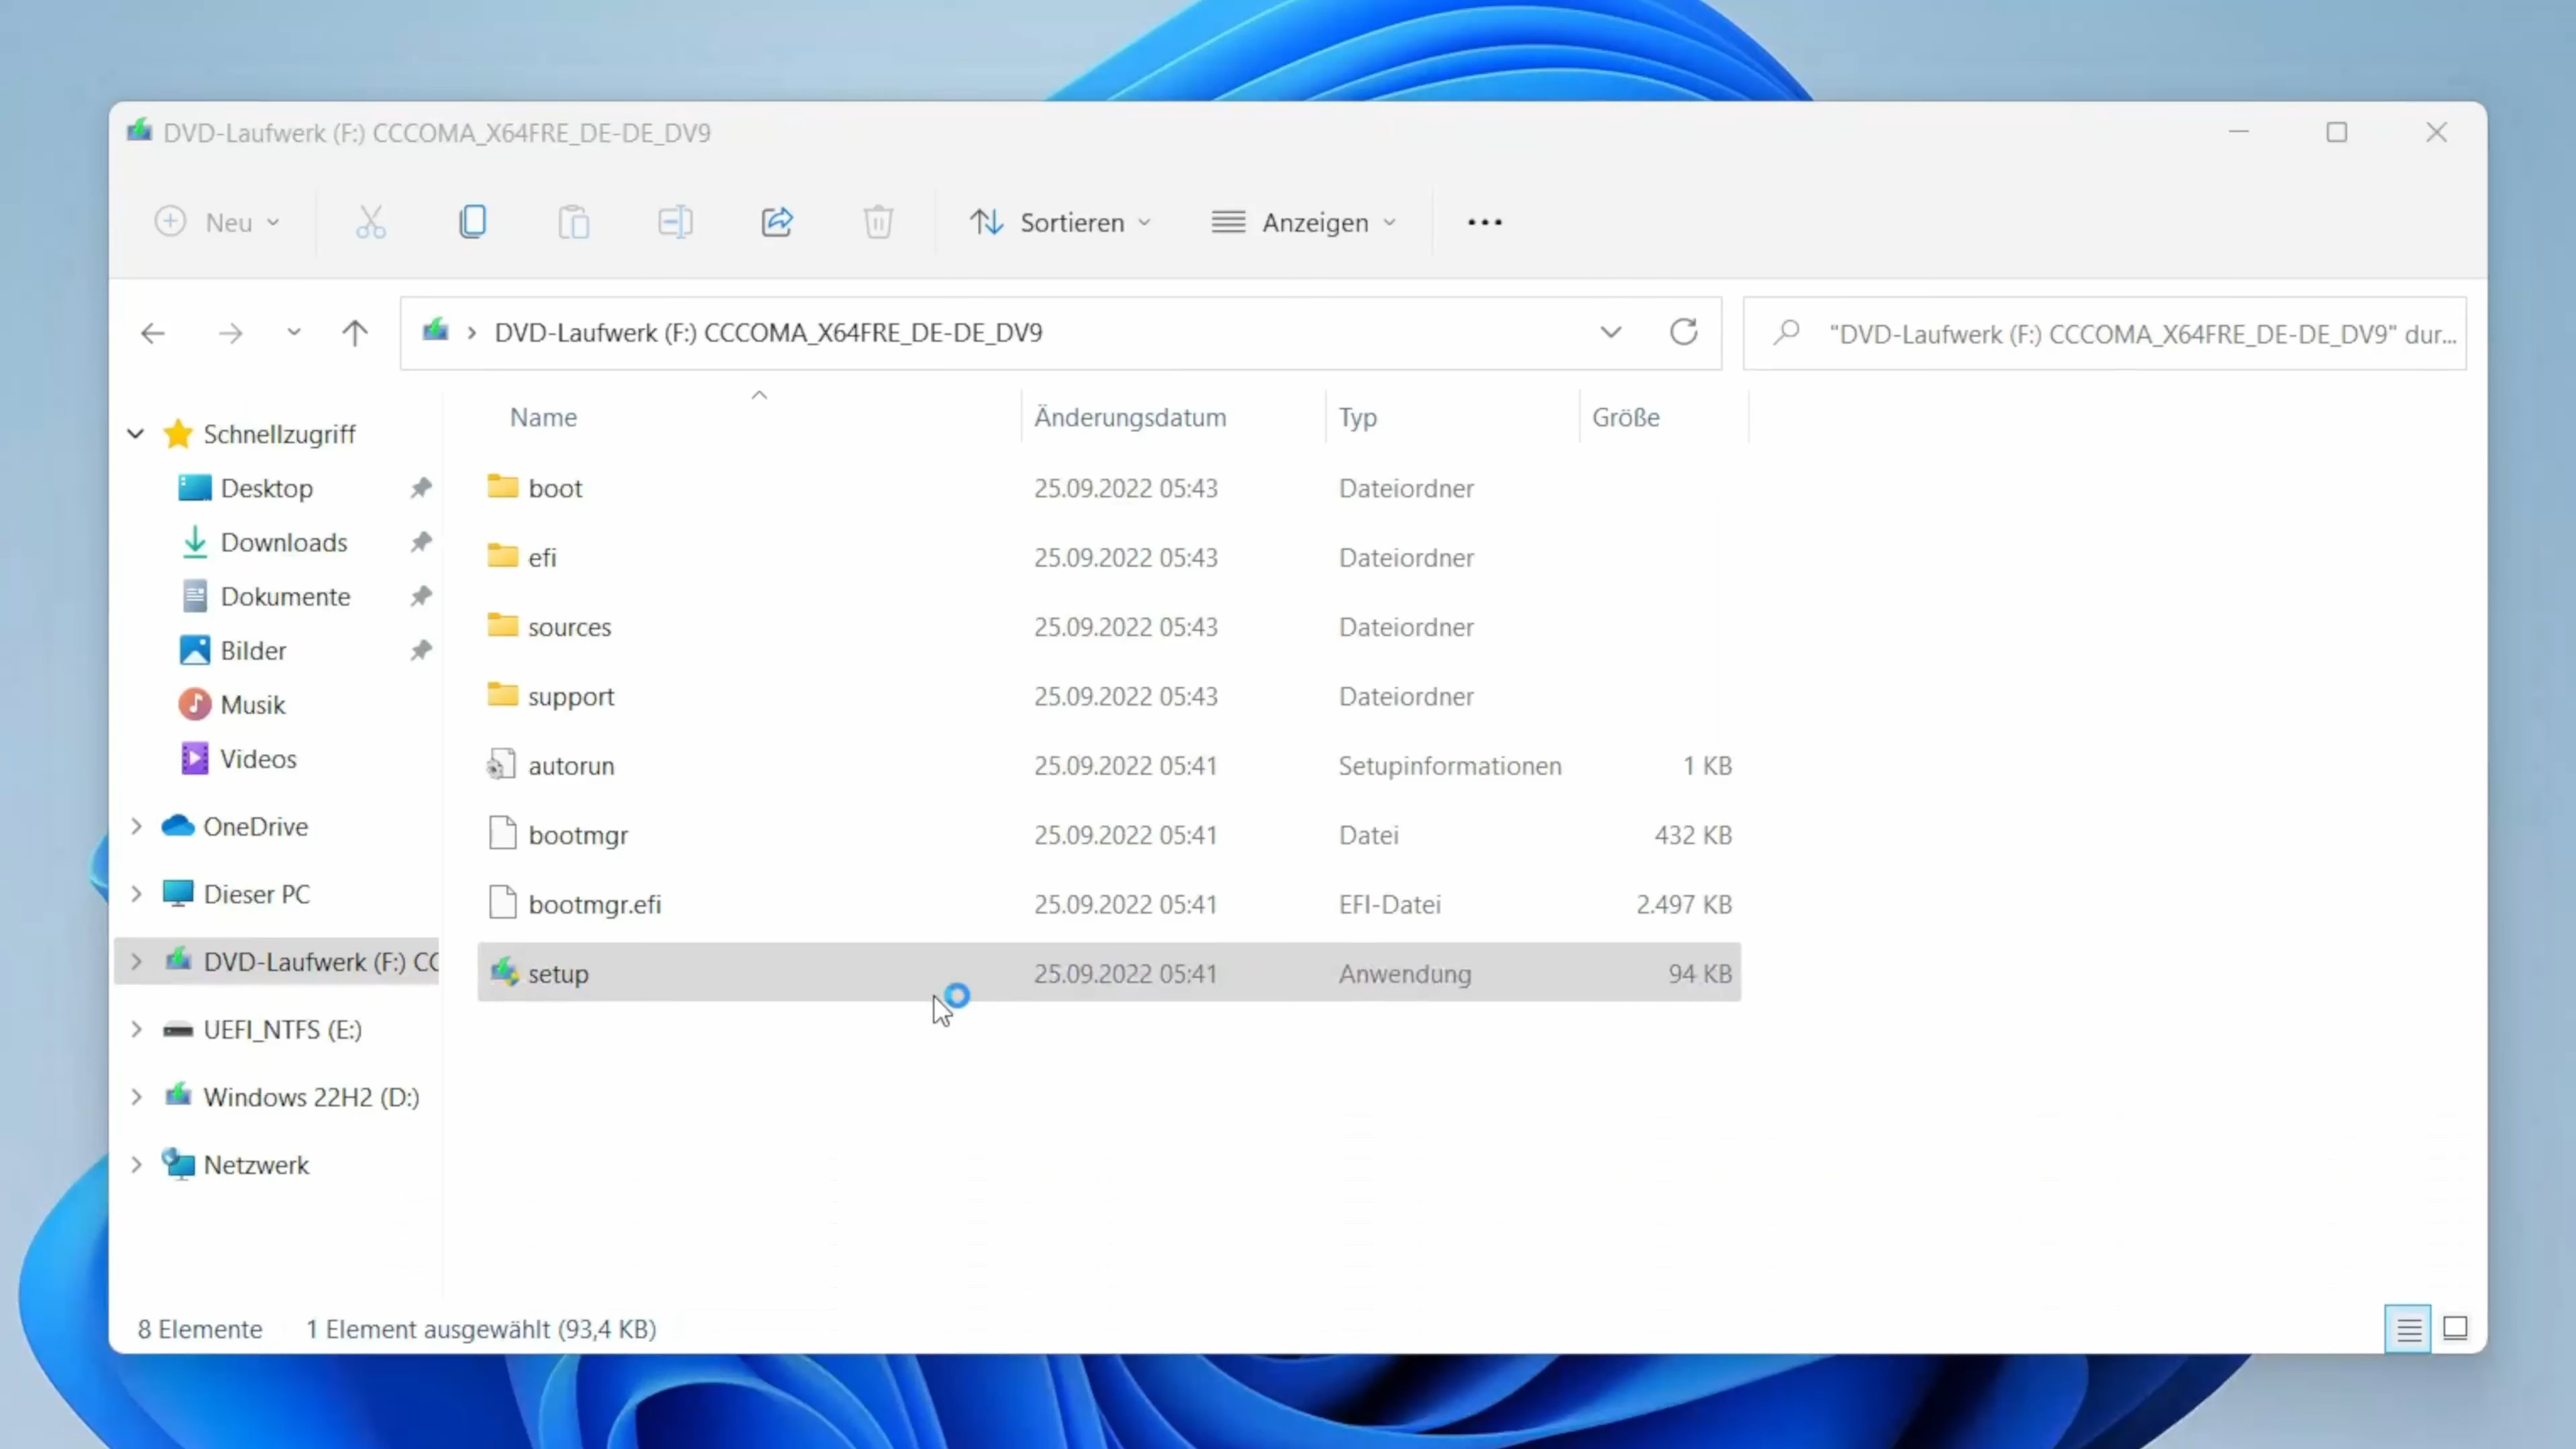 DVD-Laufwerk (F:) CCCOMA_X64FRE_DE-DE_DV9
Neu
Sortieren
Anzeigen
DVD-Laufwerk (F:) CCCOMA_X64FRE_DE-DE_DV9
"DVD-Laufwerk (F:) CCCOMA_X64FRE_DE-DE_DV9" dur...
Schnellzugriff
Desktop
Downloads
Dokumente
Bilder
Musik
Videos
OneDrive
Dieser PC
DVD-Laufwerk (F:) CC
UEFI_NTFS (E:)
Windows 22H2 (D:)
Netzwerk
Name Änderungsdatum Typ Größe
boot 25.09.2022 05:43 Dateiordner
efi 25.09.2022 05:43 Dateiordner
sources 25.09.2022 05:43 Dateiordner
support 25.09.2022 05:43 Dateiordner
autorun 25.09.2022 05:41 Setupinformationen 1 KB
bootmgr 25.09.2022 05:41 Datei 432 KB
bootmgr.efi 25.09.2022 05:41 EFI-Datei 2.497 KB
setup 25.09.2022 05:41 Anwendung 94 KB
8 Elemente 1 Element ausgewählt (93,4 KB)